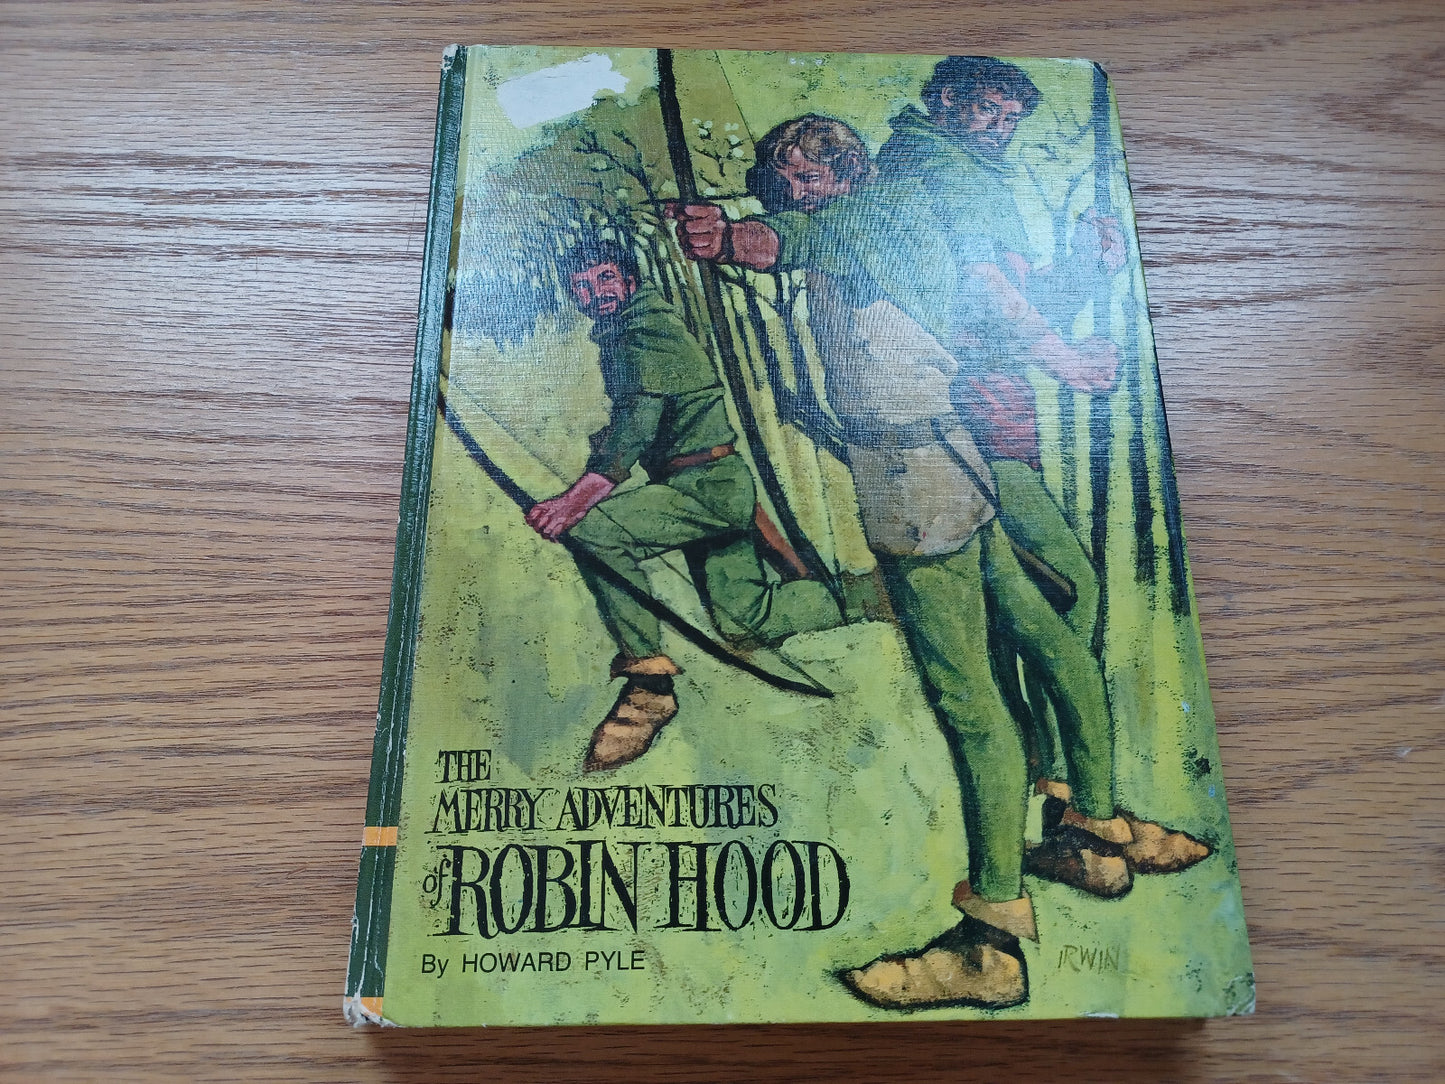 THE
MERRY ADVENTURES
of ROBIN HOOD
By HOWARD PYLE
IRWIN